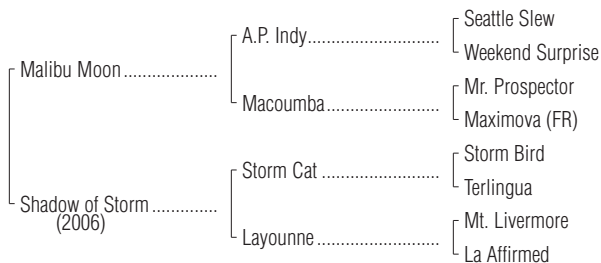 Seattle Slew
A.P. Indy
Weekend Surprise
Malibu Moon
Mr. Prospector
Macoumba
Maximova (FR)
Storm Bird
Storm Cat
Terlingua
Shadow of Storm
(2006)
Mt. Livermore
Layounne
La Affirmed